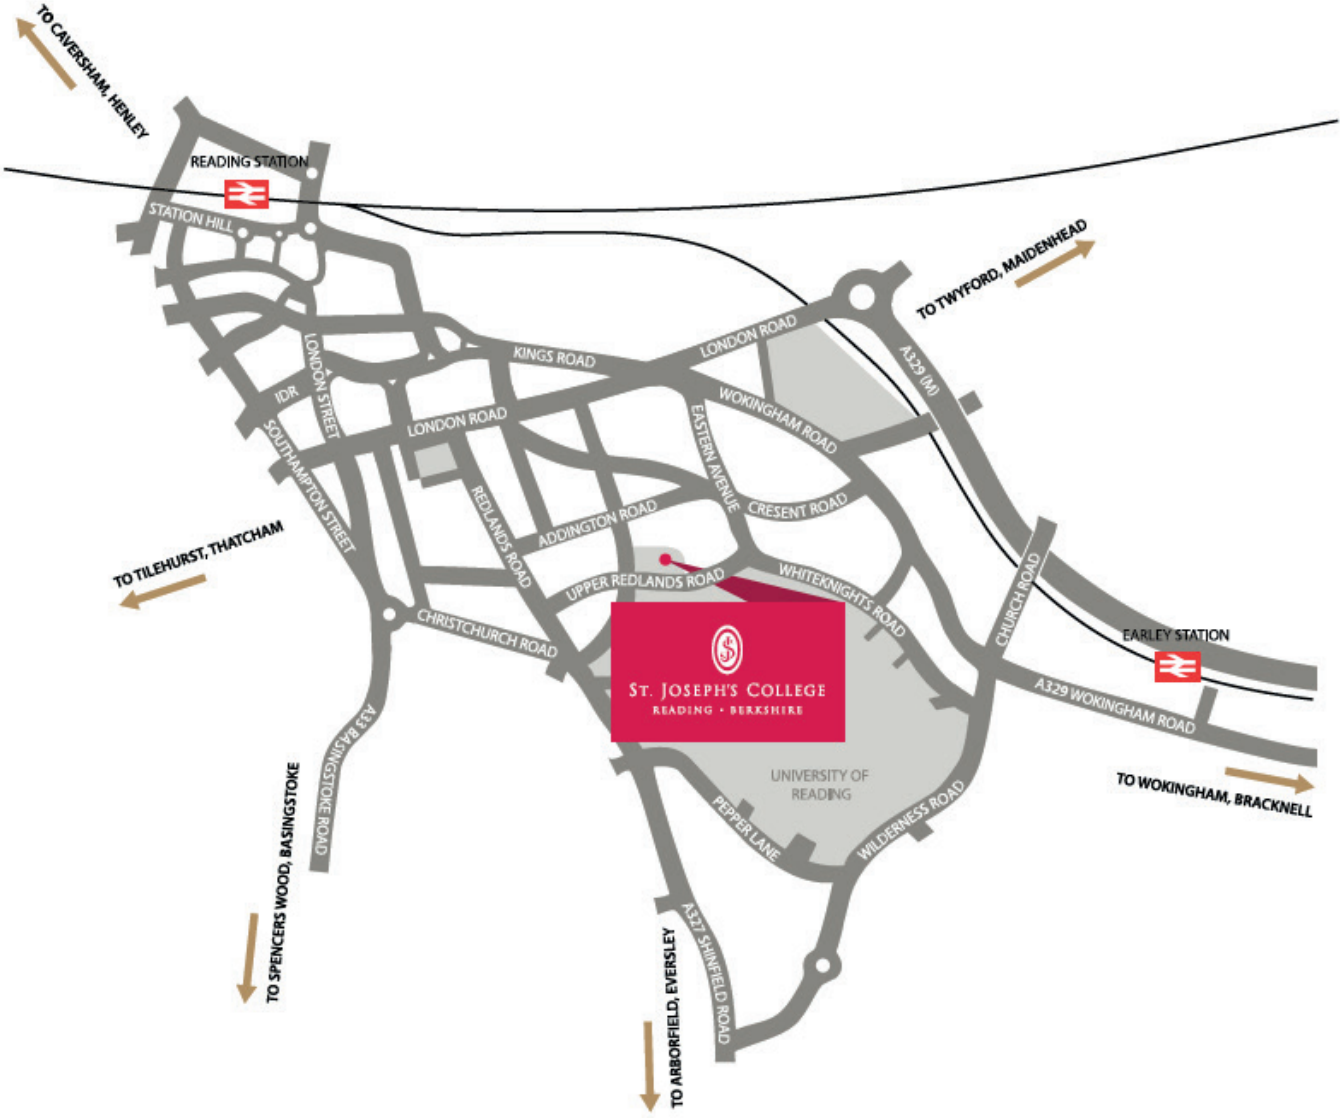 TO CAVERSHAM, HENLEY
READING STATION
STATION HILL
TO TWYFORD, MAIDENHEAD
LONDON ROAD
KINGS ROAD
A329 (M)
LONDON STREET
IDR
WOKINGHAM ROAD
LONDON ROAD
EASTERN AVENUE
SOUTHAMPTON STREET
REDLANDS ROAD
CRESENT ROAD
ADDINGTON ROAD
TO TILEHURST, THATCHAM
UPPER REDLANDS ROAD
WHITEKNIGHTS ROAD
CHURCH ROAD
CHRISTCHURCH ROAD
EARLEY STATION
ST. JOSEPH'S COLLEGE
READING • BERKSHIRE
A329 WOKINGHAM ROAD
A33 BASINGSTOKE ROAD
UNIVERSITY OF
READING
TO WOKINGHAM, BRACKNELL
PEPPER LANE
WILDERNESS ROAD
TO SPENCERS WOOD, BASINGSTOKE
A327 SHINFIELD ROAD
TO ARBORFIELD, EVERSLEY